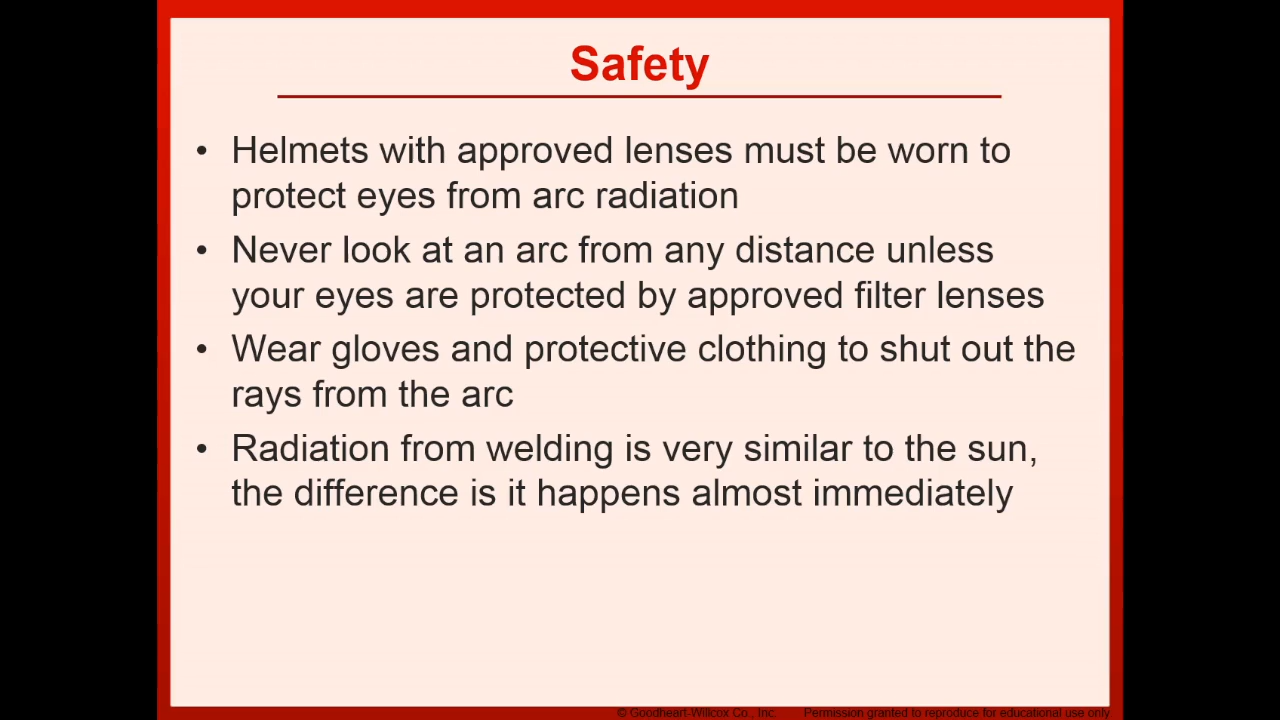 Safety
• Helmets with approved lenses must be worn to
protect eyes from arc radiation
• Never look at an arc from any distance unless
your eyes are protected by approved filter lenses
• Wear gloves and protective clothing to shut out the
rays from the arc
• Radiation from welding is very similar to the sun,
the difference is it happens almost immediately
© Goodheart-Willcox Co., Inc. Permission granted to reproduce for educational use only.